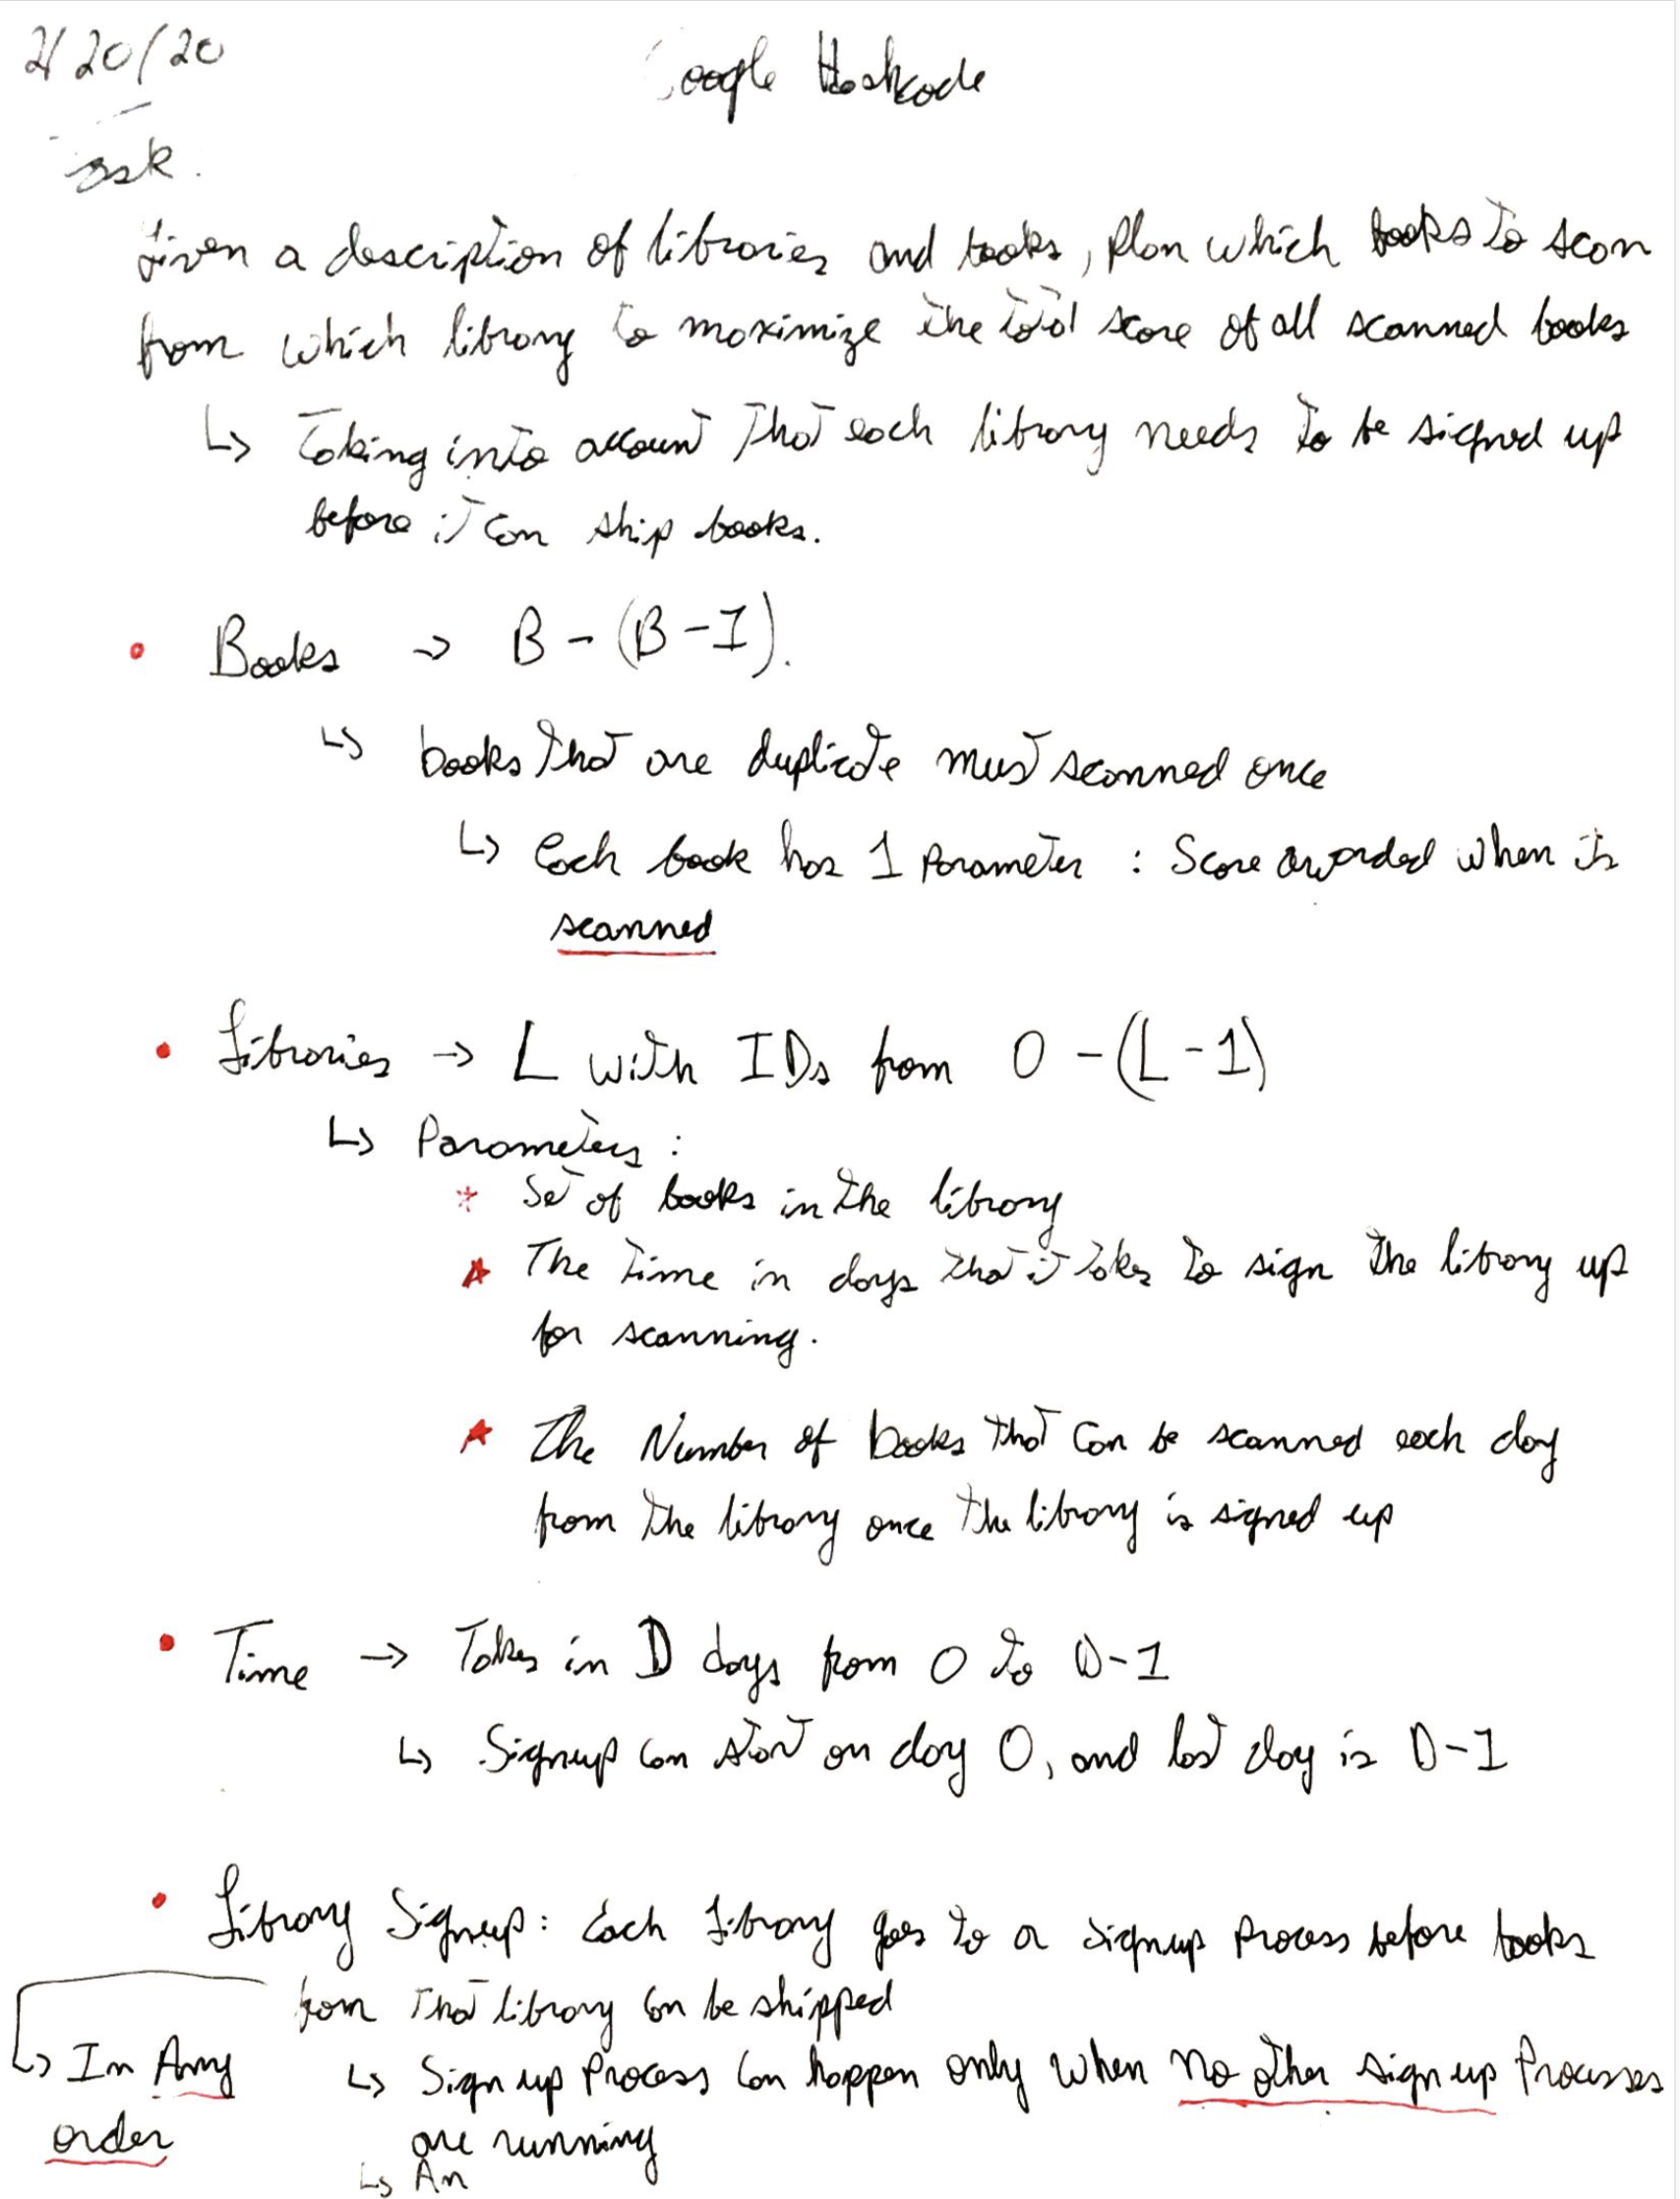 2/20/20
Google Hashcode
Task.
Given a desciption of libraries and books, plan which books to scan
from which library to maximize the total score of all scanned books
↳ Taking into account that each library needs to be signed up
before it can ship books.
• Books → B - (B-1).
↳ books that are duplicate must scanned once
↳ Each book has 1 parameter : Score awarded when its
scanned
• Libraries → L with IDs from 0 - (L-1)
↳ Parameters :
* Set of books in the library
* The time in days that it takes to sign the library up
for scanning.
* The Number of books that can be scanned each day
from the library once the library is signed up
• Time → Takes in D days from 0 to D-1
↳ Signup can start on day 0, and last day is D-1
• Library Signup: Each library goes to a signup process before books
from that library can be shipped
↳ In Any
order
↳ Sign up process can happen only when no other sign up processes
are running
↳ An